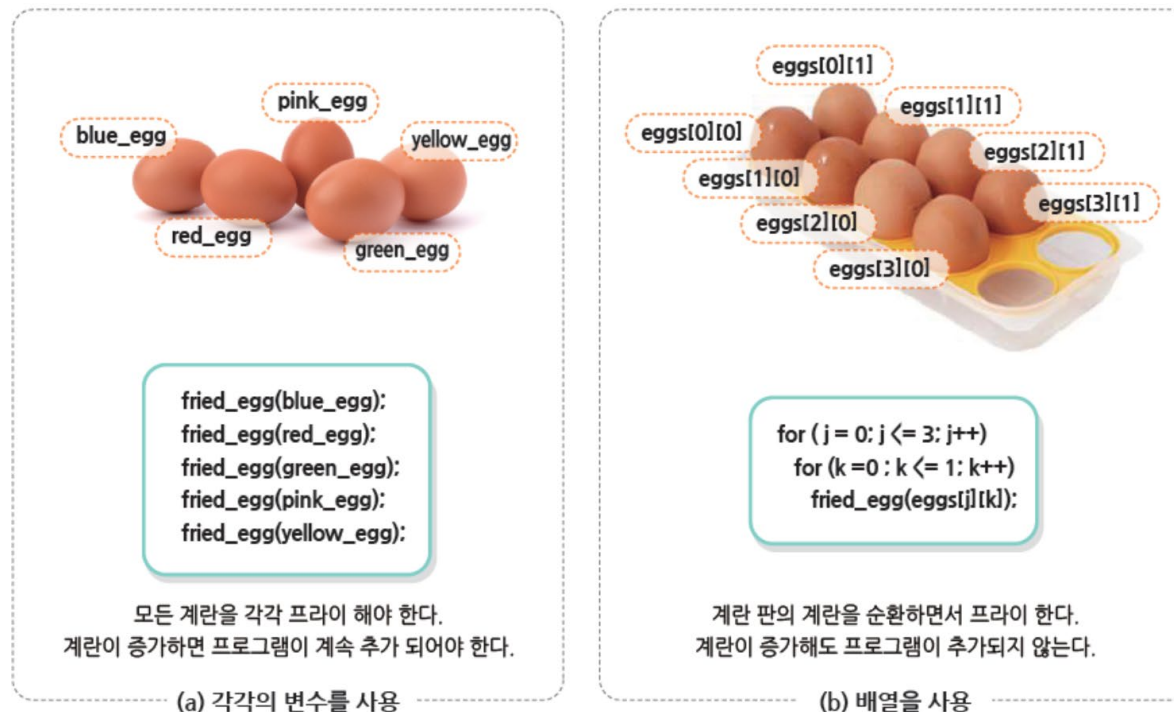 pink_egg
blue_egg
yellow_egg
red_egg
green_egg
fried_egg(blue_egg);
fried_egg(red_egg);
fried_egg(green_egg);
fried_egg(pink_egg);
fried_egg(yellow_egg);
모든 계란을 각각 프라이 해야 한다.
계란이 증가하면 프로그램이 계속 추가 되어야 한다.
(a) 각각의 변수를 사용
eggs[0][1]
eggs[1][1]
eggs[0][0]
eggs[2][1]
eggs[1][0]
eggs[3][1]
eggs[2][0]
eggs[3][0]
for ( j = 0; j <= 3; j++)
for (k =0 ; k <= 1; k++)
fried_egg(eggs[j][k]);
계란 판의 계란을 순환하면서 프라이 한다.
계란이 증가해도 프로그램이 추가되지 않는다.
(b) 배열을 사용